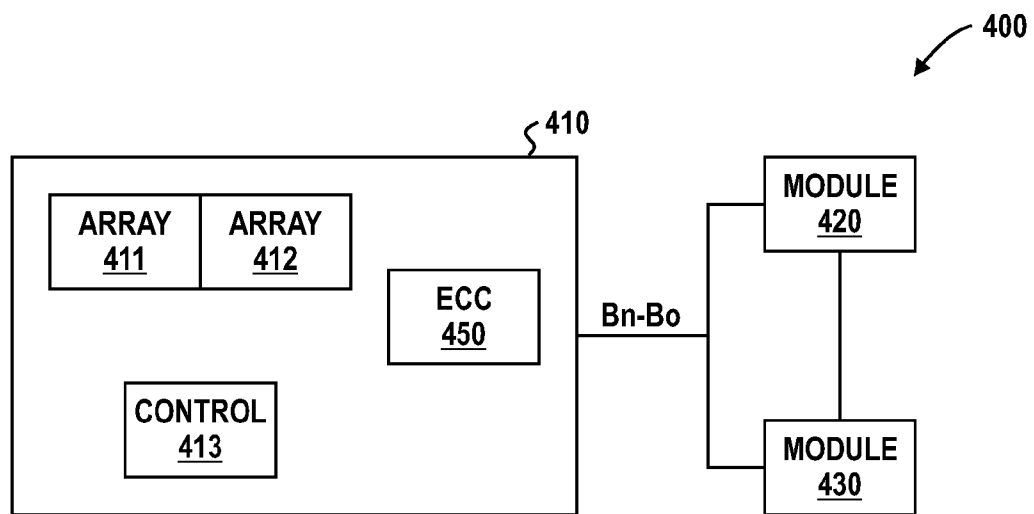 400
410
ARRAY
411
ARRAY
412
ECC
450
CONTROL
413
Bn-Bo
MODULE
420
MODULE
430